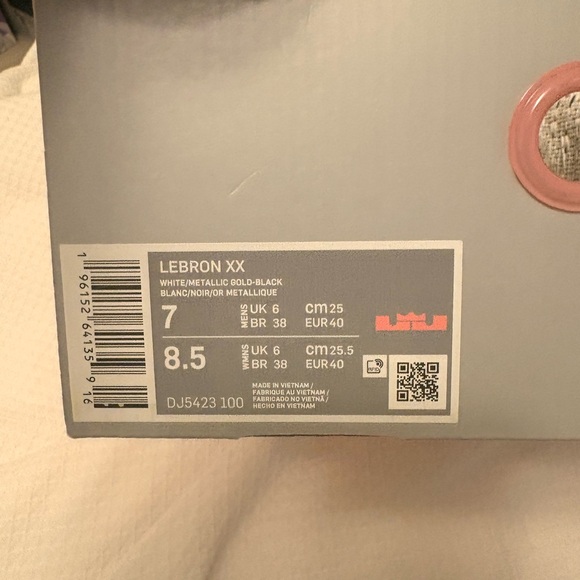 LEBRON XX
WHITE/METALLIC GOLD-BLACK
BLANC/NOIR/OR METALLIQUE
7 MENS UK 6 cm 25
BR 38 EUR 40
8.5 WMNS UK 6 cm 25.5
BR 38 EUR 40
RFID
DJ5423 100
MADE IN VIETNAM /
FABRIQUE AU VIETNAM /
FABRICADO NO VIETNÃ /
HECHO EN VIETNAM
1 96152 64135 9 16